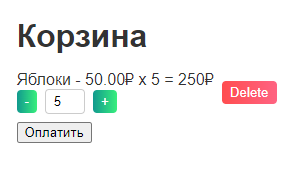 Корзина
Яблоки - 50.00₽ x 5 = 250₽
- 5 + Delete
Оплатить